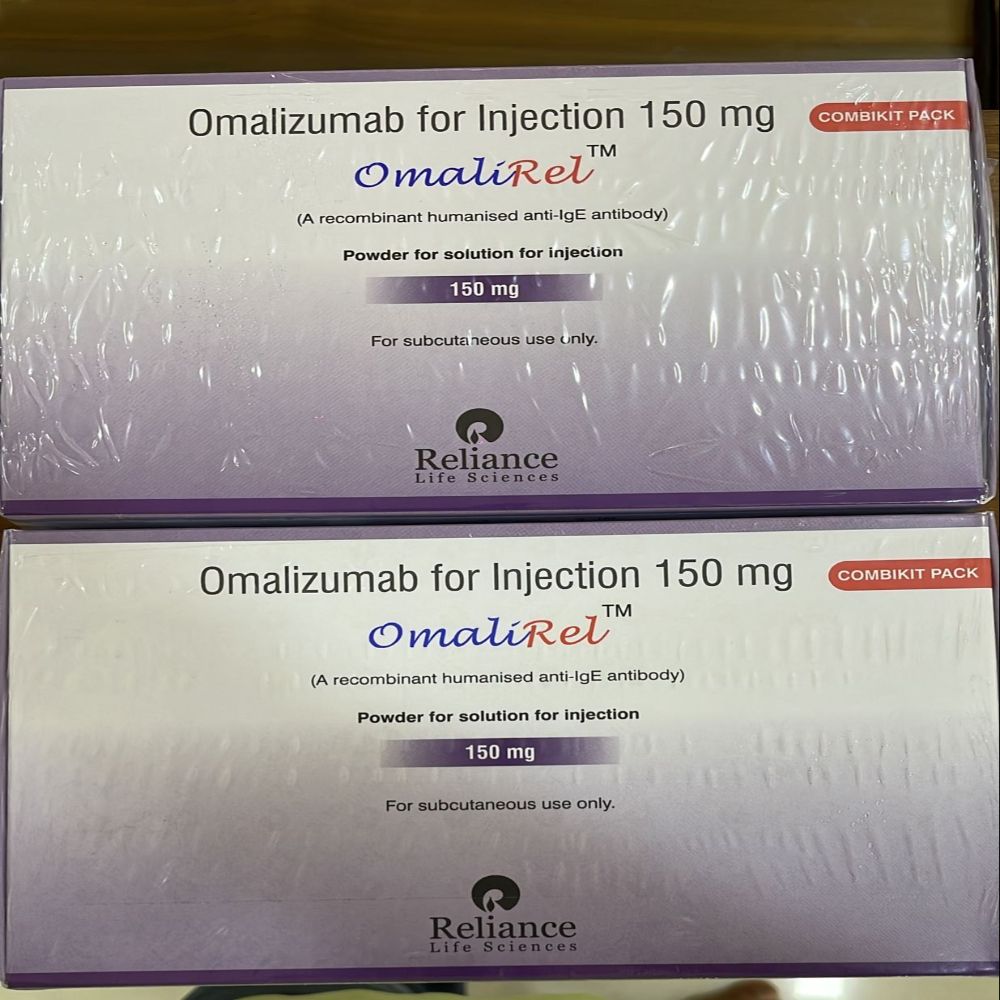 Omalizumab for Injection 150 mg
COMBIKIT PACK
OmaliRel™
(A recombinant humanised anti-IgE antibody)
Powder for solution for injection
150 mg
For subcutaneous use only.
Reliance
Life Sciences
Omalizumab for Injection 150 mg
COMBIKIT PACK
OmaliRel™
(A recombinant humanised anti-IgE antibody)
Powder for solution for injection
150 mg
For subcutaneous use only.
Reliance
Life Sciences